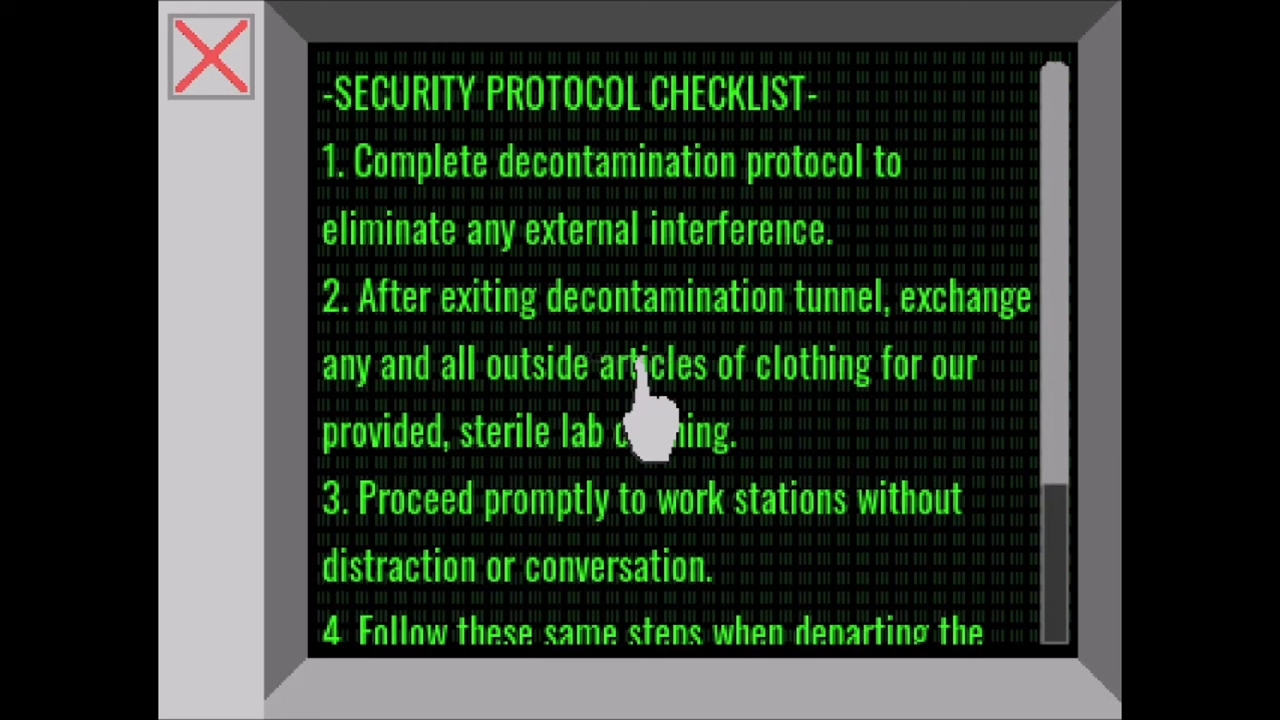 -SECURITY PROTOCOL CHECKLIST-
1. Complete decontamination protocol to
eliminate any external interference.
2. After exiting decontamination tunnel, exchange
any and all outside articles of clothing for our
provided, sterile lab
3. Proceed promptly to work stations without
distraction or conversation.
4. Follow these same steps when departing the